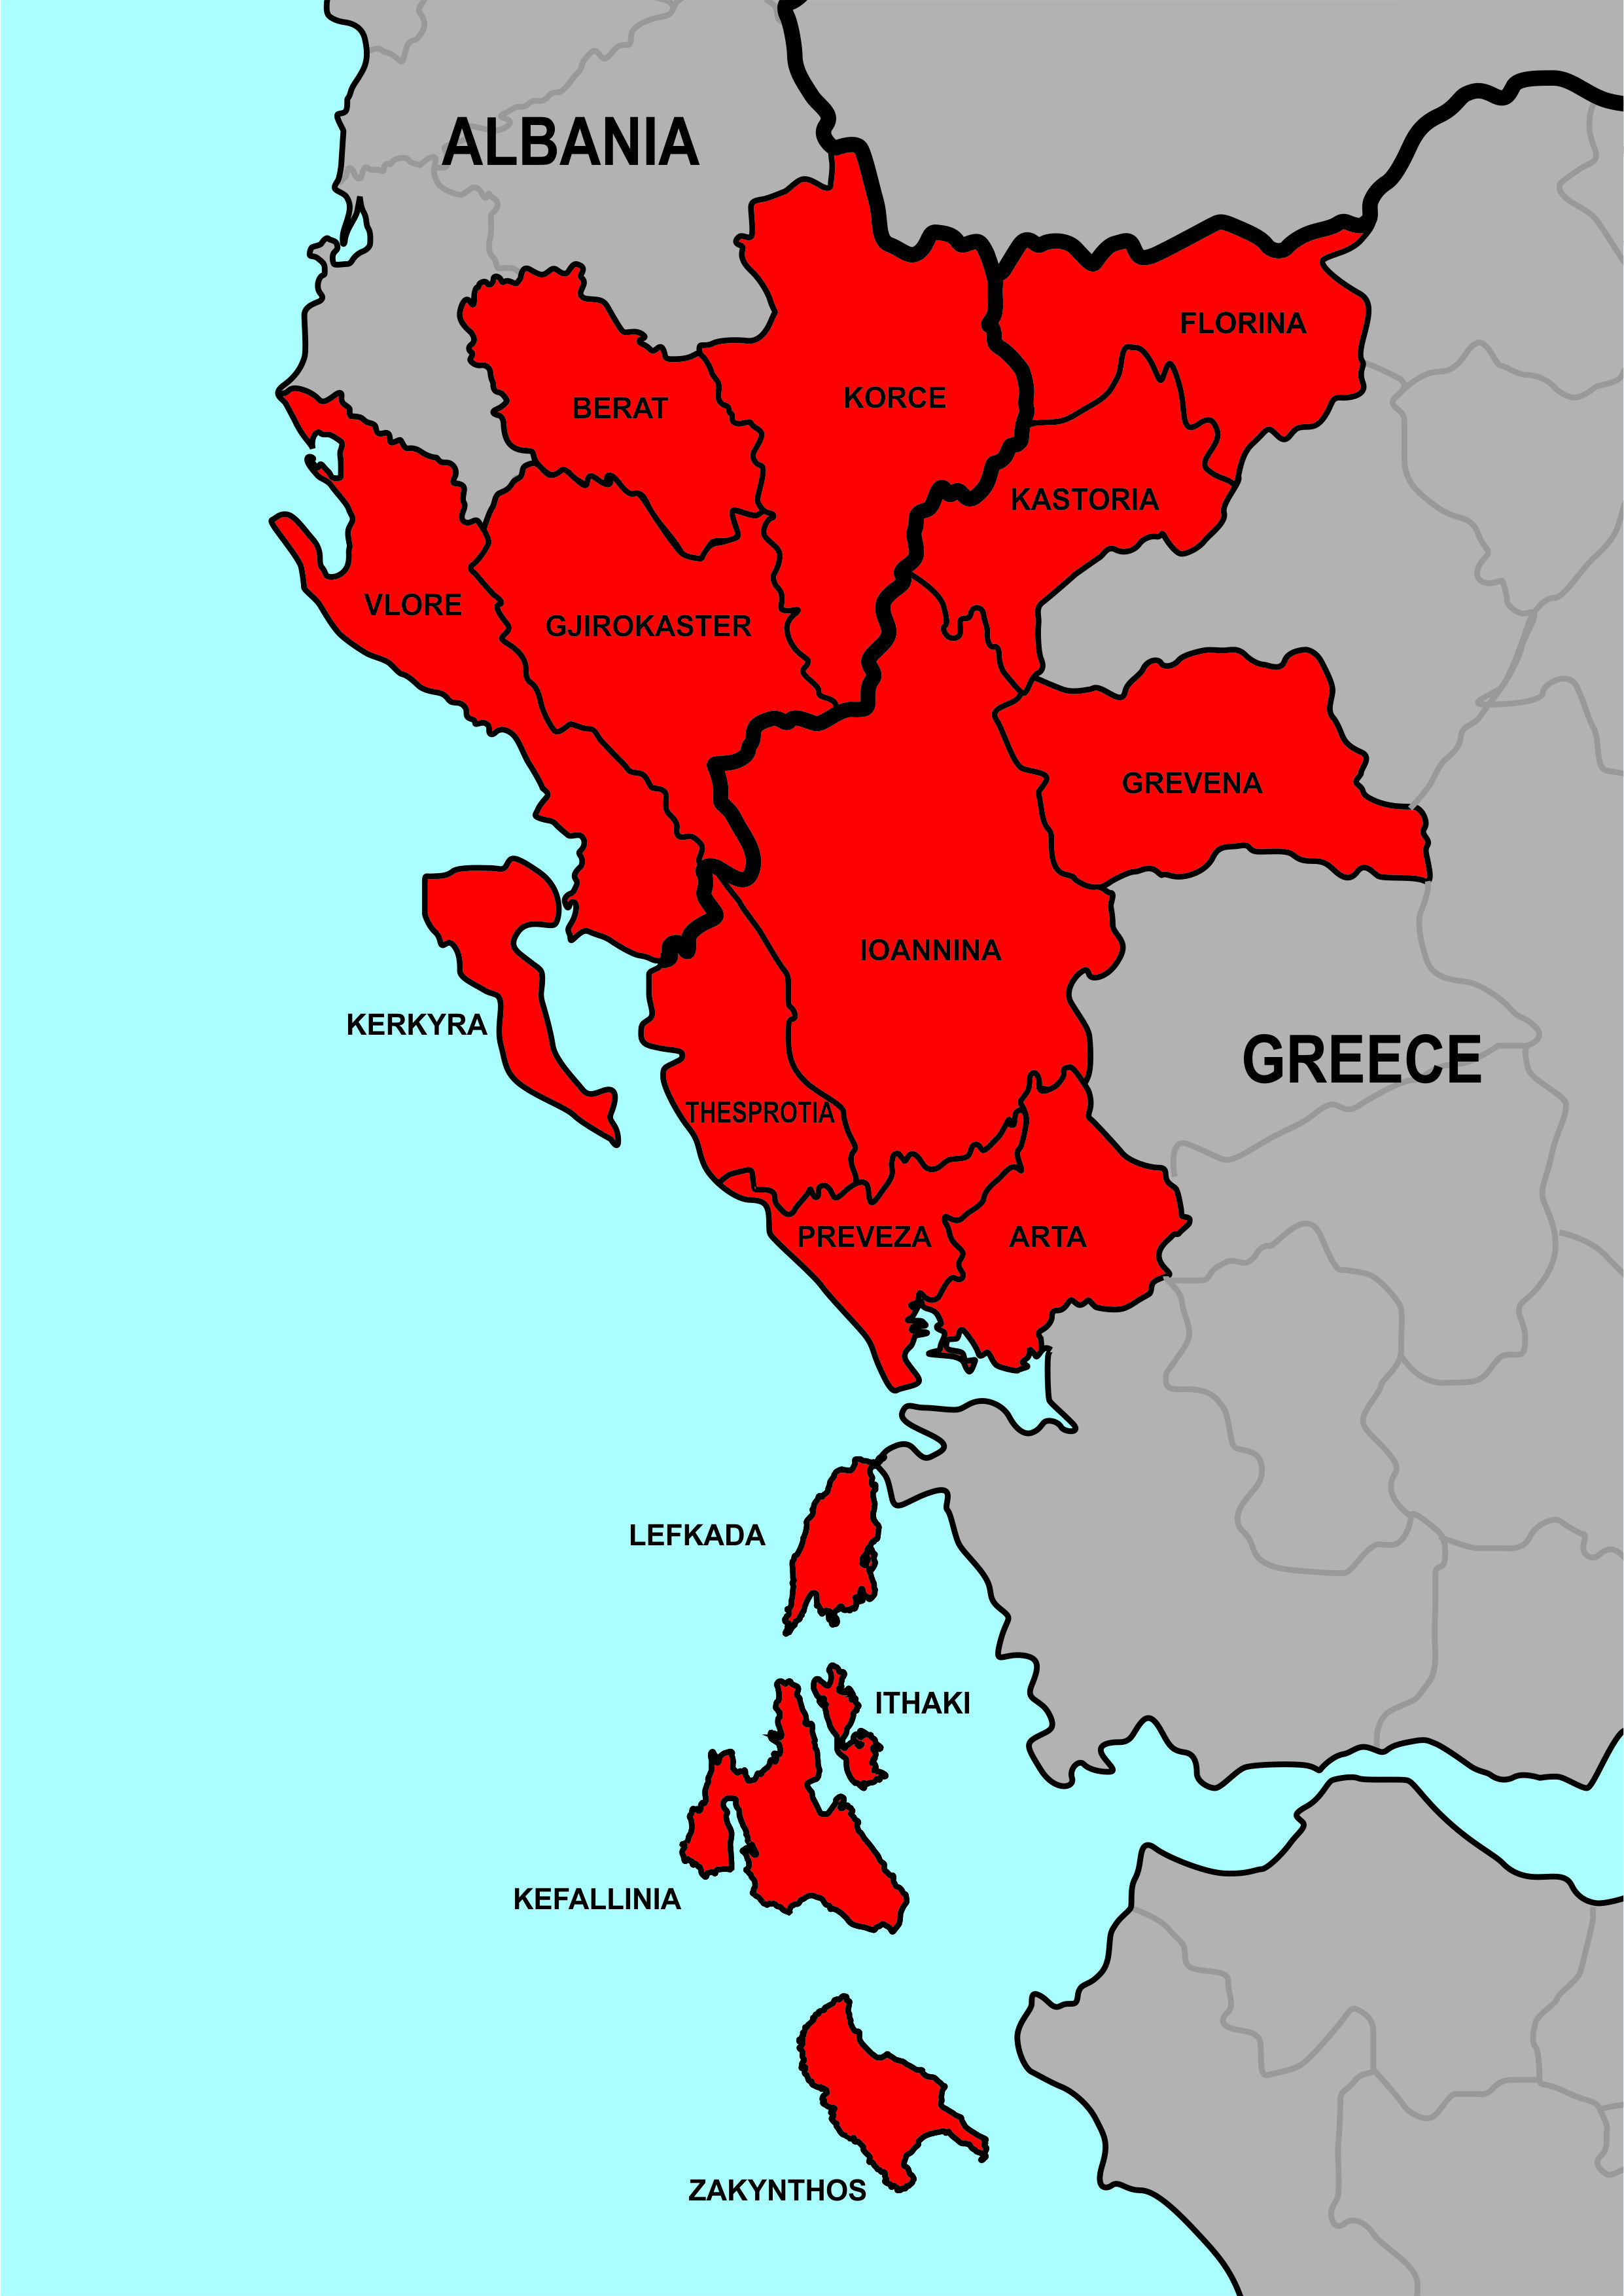 ALBANIA
FLORINA
KORCE
BERAT
KASTORIA
VLORE
GJIROKASTER
GREVENA
IOANNINA
KERKYRA
GREECE
THESPROTIA
PREVEZA
ARTA
LEFKADA
ITHAKI
KEFALLINIA
ZAKYNTHOS